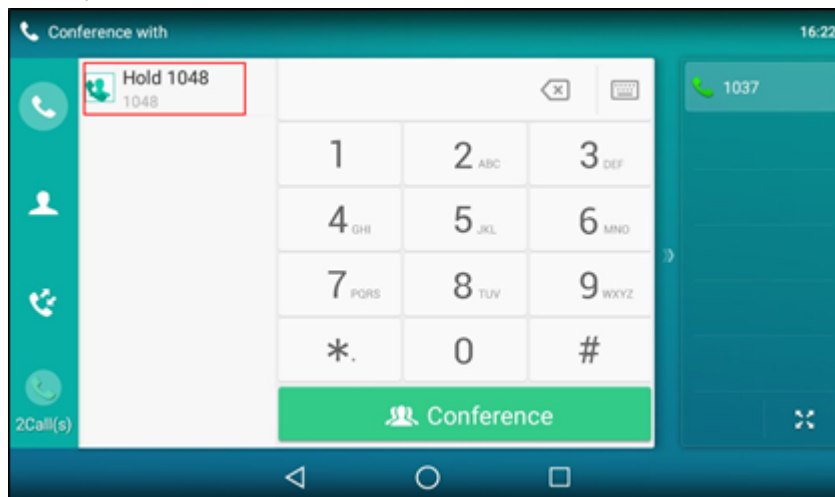 Conference with
16:22
Hold 1048
1048
1037
1
2 ABC
3 DEF
4 GHI
5 JKL
6 MNO
7 PQRS
8 TUV
9 WXYZ
*.
0
#
Conference
2Call(s)